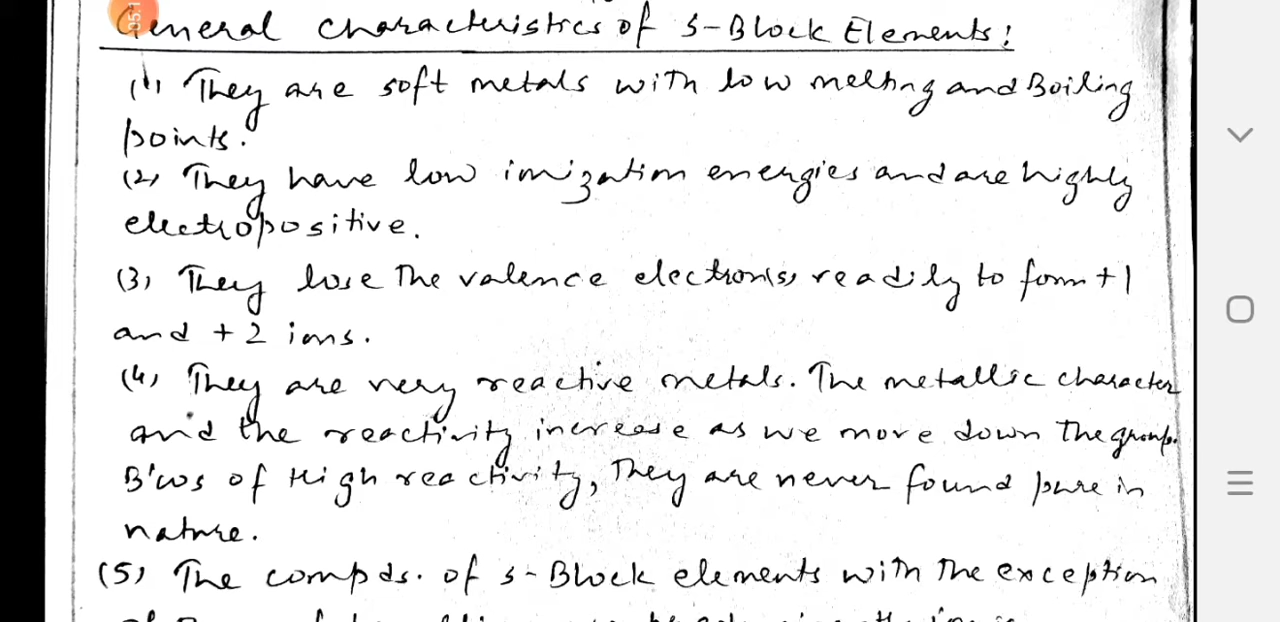 General characteristics of s-Block Elements:
(1) They are soft metals with low melting and Boiling
points.
(2) They have low ionization energies and are highly
electropositive.
(3) They lose the valence electrons, readily to form +1
and +2 ions.
(4) They are very reactive metals. The metallic character
and the reactivity increase as we move down the group.
B'cos of High reactivity, They are never found pure in
nature.
(5) The compds. of s-Block elements with the exception